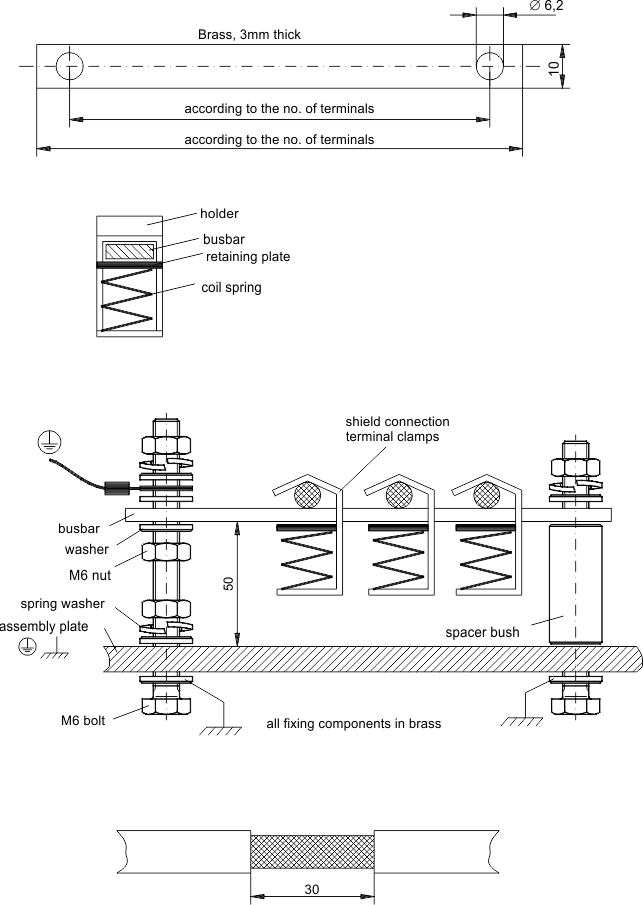 Ø 6,2
Brass, 3mm thick
10
according to the no. of terminals
according to the no. of terminals
holder
busbar
retaining plate
coil spring
shield connection
terminal clamps
busbar
washer
M6 nut
50
spring washer
assembly plate
spacer bush
M6 bolt
all fixing components in brass
30